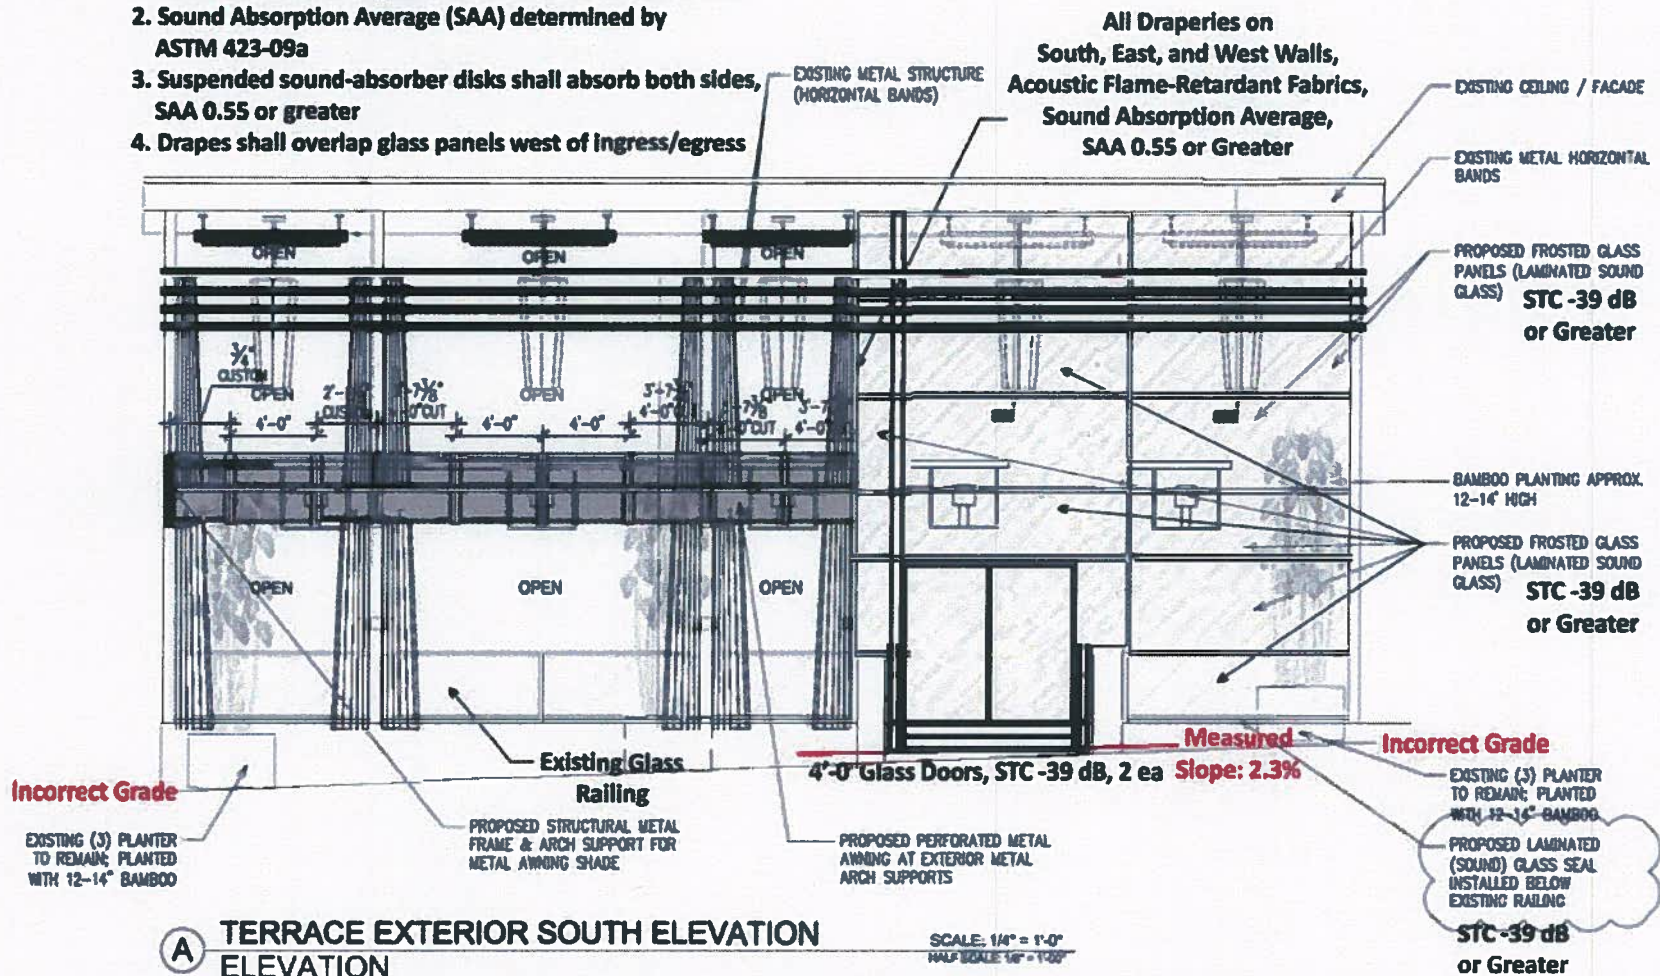 2. Sound Absorption Average (SAA) determined by
ASTM 423-09a
3. Suspended sound-absorber disks shall absorb both sides,
SAA 0.55 or greater
4. Drapes shall overlap glass panels west of ingress/egress
EXISTING METAL STRUCTURE
(HORIZONTAL BANDS)
All Draperies on
South, East, and West Walls,
Acoustic Flame-Retardant Fabrics,
Sound Absorption Average,
SAA 0.55 or Greater
EXISTING CEILING / FACADE
EXISTING METAL HORIZONTAL
BANDS
PROPOSED FROSTED GLASS
PANELS (LAMINATED SOUND
GLASS) STC -39 dB
or Greater
OPEN
OPEN
OPEN
3/4"
CUSTOM
OPEN
OPEN
OPEN
4'-0"
4'-0"
4'-0"
BAMBOO PLANTING APPROX.
12-14' HIGH
PROPOSED FROSTED GLASS
PANELS (LAMINATED SOUND
GLASS) STC -39 dB
or Greater
OPEN
OPEN
OPEN
Existing Glass
Railing
4'-0" Glass Doors, STC -39 dB, 2 ea
Measured
Slope: 2.3%
Incorrect Grade
Incorrect Grade
EXISTING (3) PLANTER
TO REMAIN; PLANTED
WITH 12-14" BAMBOO
PROPOSED STRUCTURAL METAL
FRAME & ARCH SUPPORT FOR
METAL AWNING SHADE
PROPOSED PERFORATED METAL
AWNING AT EXTERIOR METAL
ARCH SUPPORTS
EXISTING (3) PLANTER
TO REMAIN; PLANTED
WITH 12-14" BAMBOO
PROPOSED LAMINATED
(SOUND) GLASS SEAL
INSTALLED BELOW
EXISTING RAILING
STC -39 dB
or Greater
A
TERRACE EXTERIOR SOUTH ELEVATION
ELEVATION
SCALE: 1/4" = 1'-0"
HALF SCALE